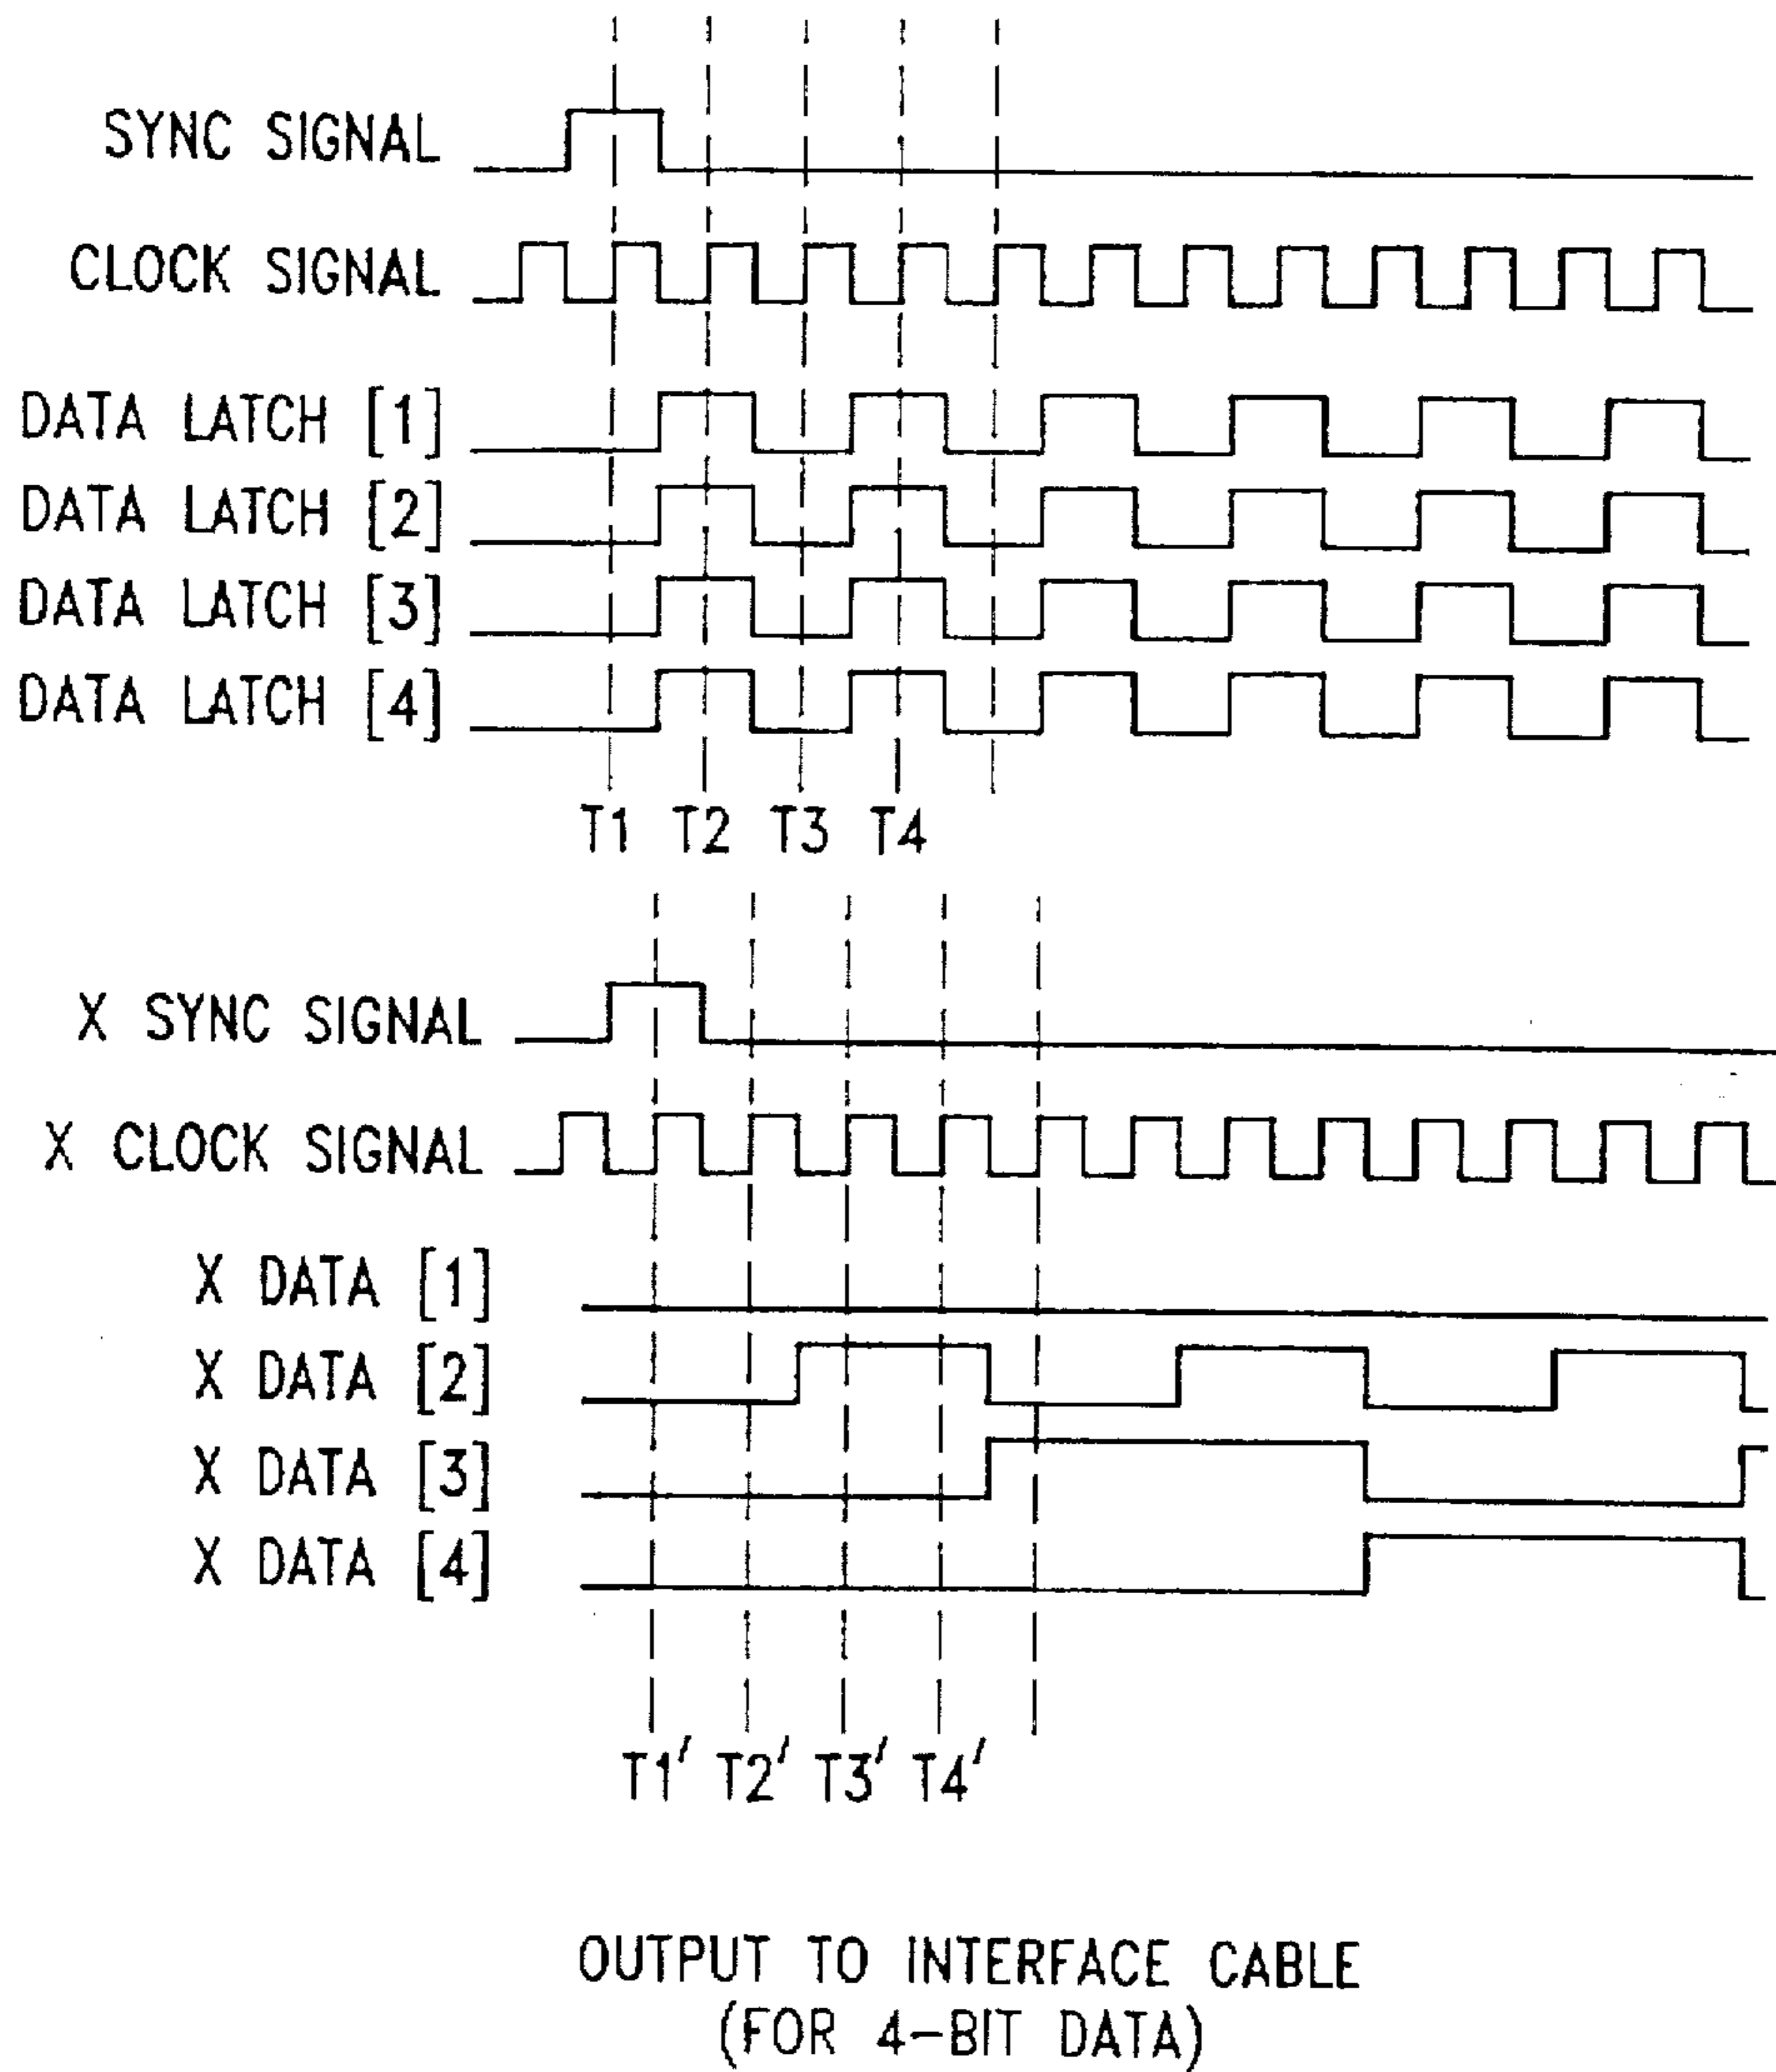 SYNC SIGNAL
CLOCK SIGNAL
DATA LATCH [1]
DATA LATCH [2]
DATA LATCH [3]
DATA LATCH [4]
T1 T2 T3 T4
X SYNC SIGNAL
X CLOCK SIGNAL
X DATA [1]
X DATA [2]
X DATA [3]
X DATA [4]
T1' T2' T3' T4'
OUTPUT TO INTERFACE CABLE
(FOR 4-BIT DATA)